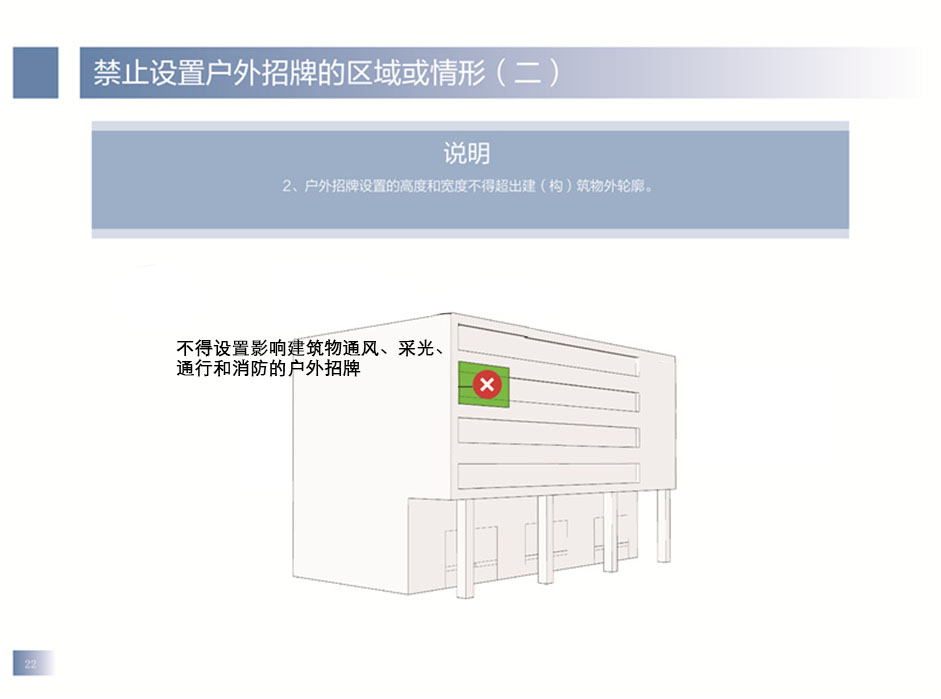 禁止设置户外招牌的区域或情形（二）
说明
2、户外招牌设置的高度和宽度不得超出建（构）筑物外轮廓。
不得设置影响建筑物通风、采光、
通行和消防的户外招牌
22